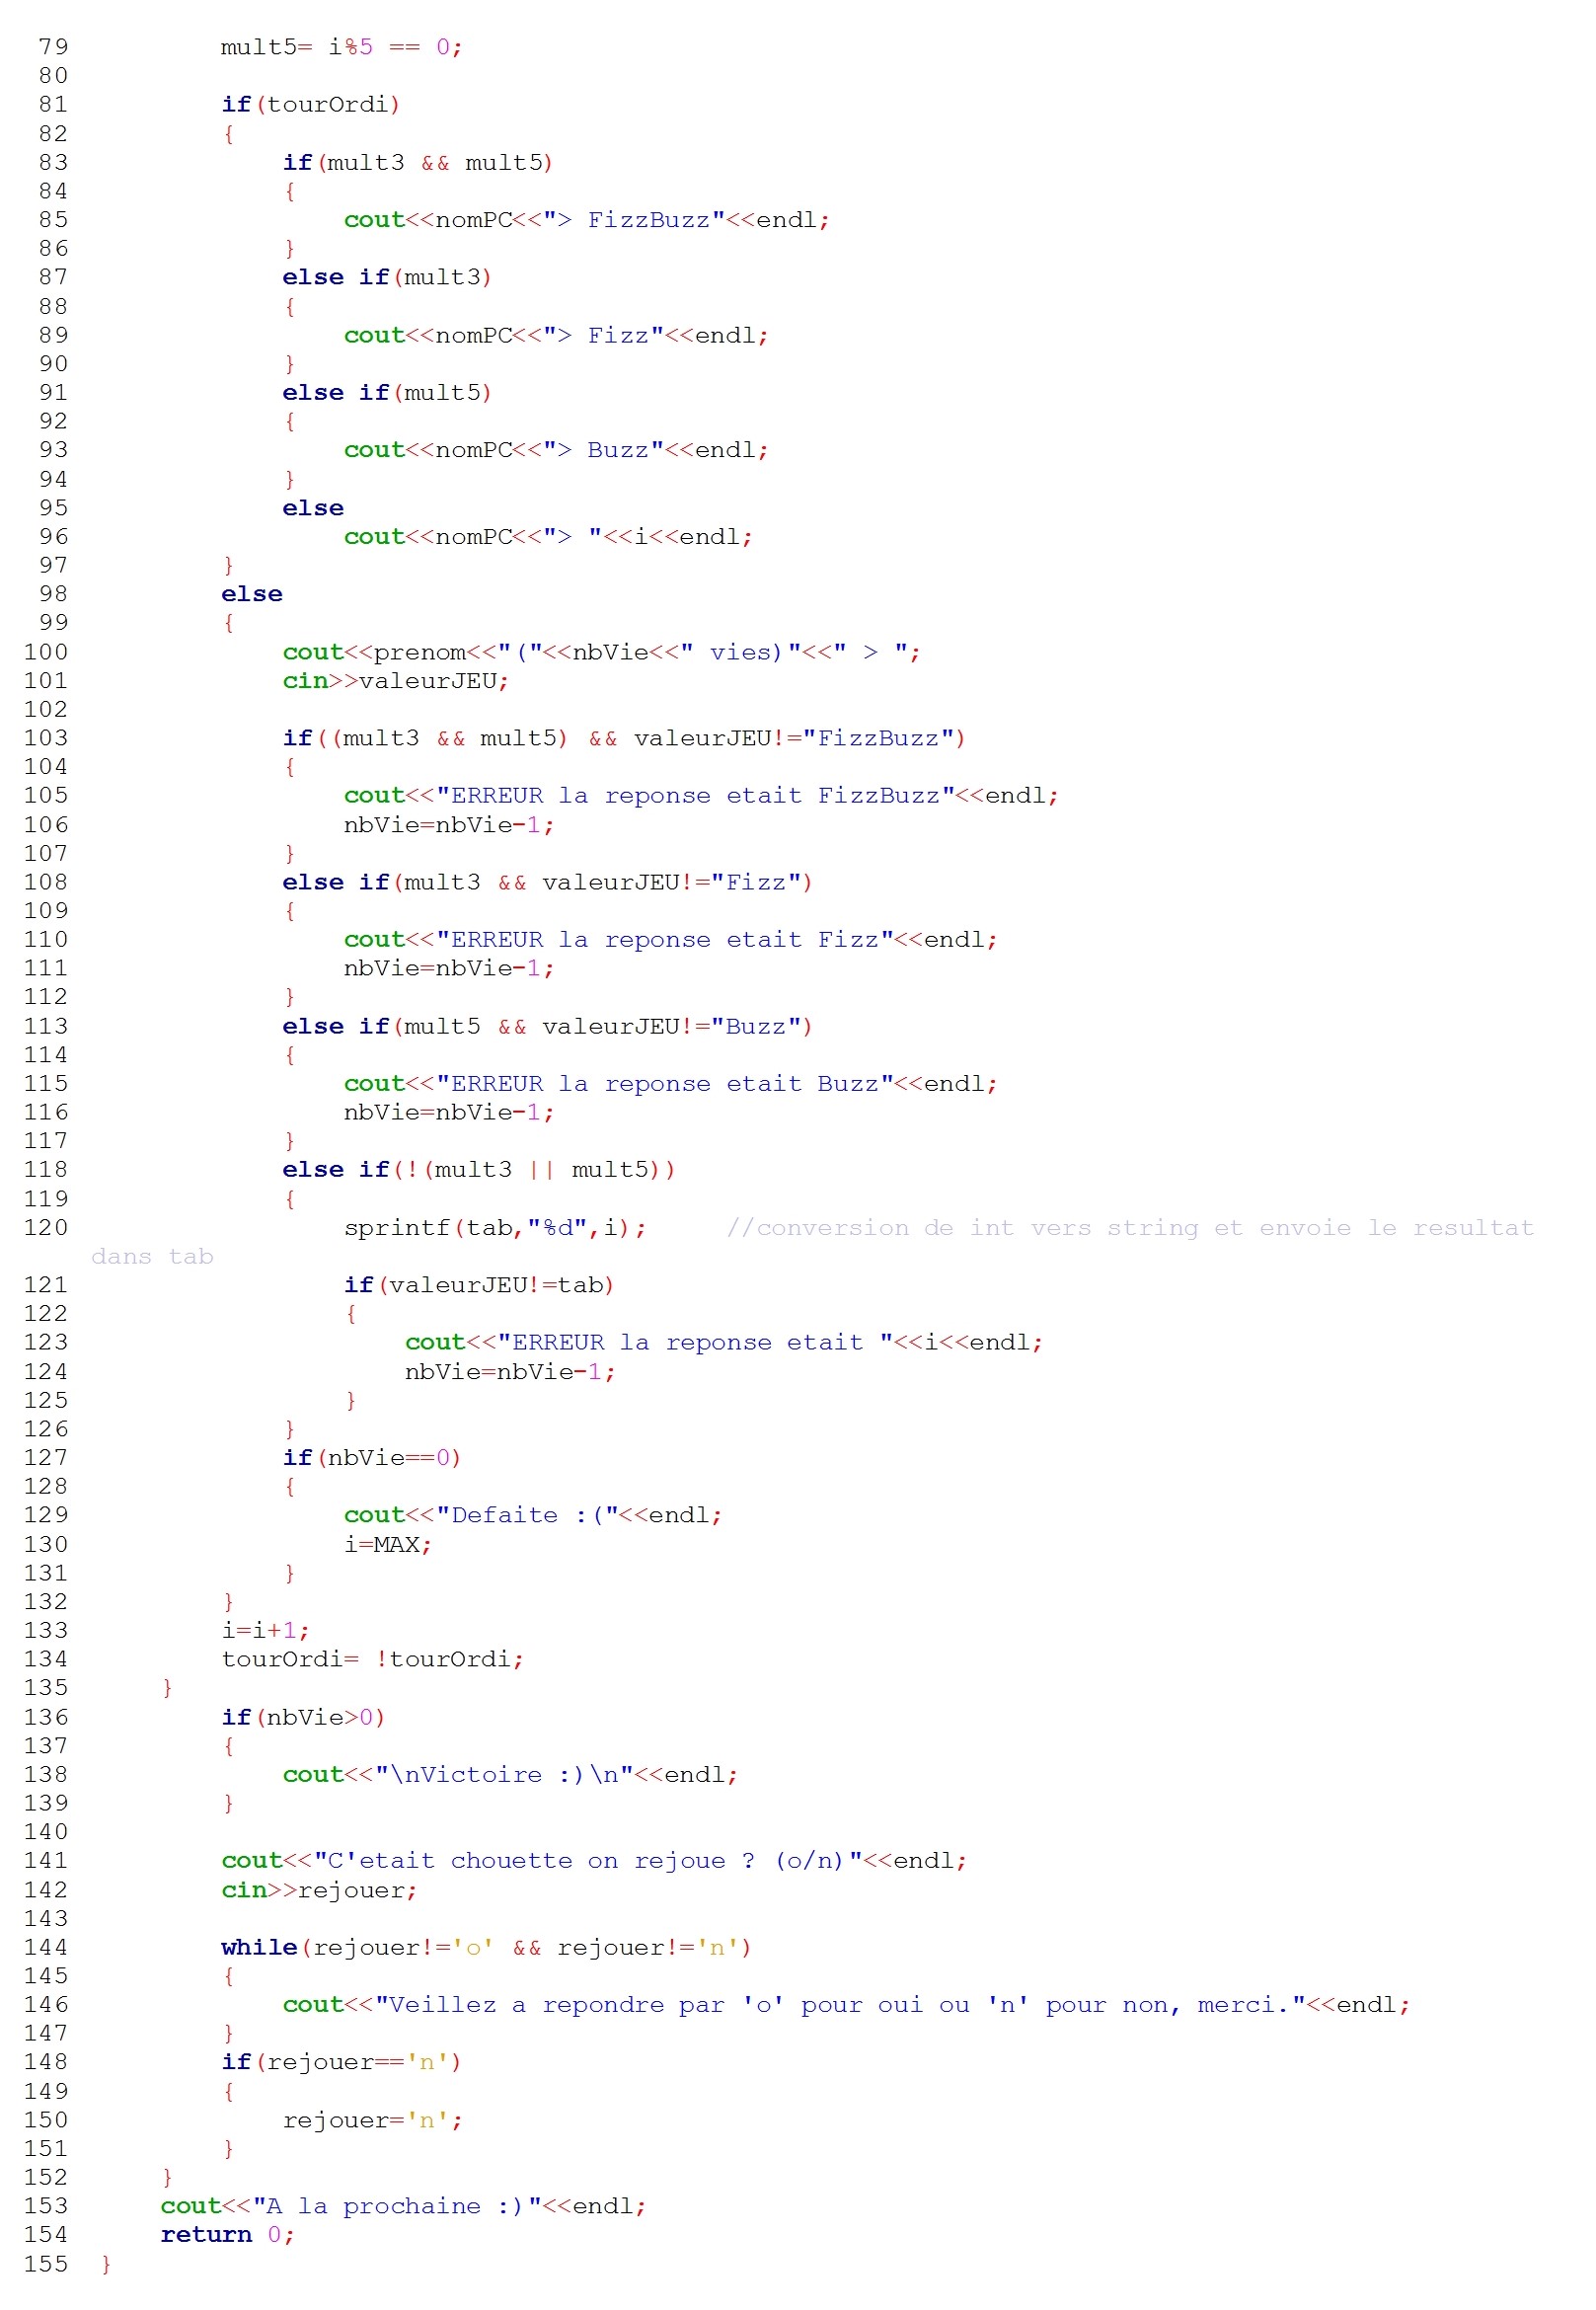 79          mult5= i%5 == 0;
80
81          if(tourOrdi)
82          {
83              if(mult3 && mult5)
84              {
85                  cout<<nomPC<<"> FizzBuzz"<<endl;
86              }
87              else if(mult3)
88              {
89                  cout<<nomPC<<"> Fizz"<<endl;
90              }
91              else if(mult5)
92              {
93                  cout<<nomPC<<"> Buzz"<<endl;
94              }
95              else
96                  cout<<nomPC<<"> "<<i<<endl;
97          }
98          else
99          {
100              cout<<prenom<<"("<<nbVie<<" vies)"<<" > ";
101              cin>>valeurJEU;
102
103              if((mult3 && mult5) && valeurJEU!="FizzBuzz")
104              {
105                  cout<<"ERREUR la reponse etait FizzBuzz"<<endl;
106                  nbVie=nbVie-1;
107              }
108              else if(mult3 && valeurJEU!="Fizz")
109              {
110                  cout<<"ERREUR la reponse etait Fizz"<<endl;
111                  nbVie=nbVie-1;
112              }
113              else if(mult5 && valeurJEU!="Buzz")
114              {
115                  cout<<"ERREUR la reponse etait Buzz"<<endl;
116                  nbVie=nbVie-1;
117              }
118              else if(!(mult3 || mult5))
119              {
120                  sprintf(tab,"%d",i);     //conversion de int vers string et envoie le resultat
dans tab
121                  if(valeurJEU!=tab)
122                  {
123                      cout<<"ERREUR la reponse etait "<<i<<endl;
124                      nbVie=nbVie-1;
125                  }
126              }
127              if(nbVie==0)
128              {
129                  cout<<"Defaite :("<<endl;
130                  i=MAX;
131              }
132          }
133          i=i+1;
134          tourOrdi= !tourOrdi;
135      }
136          if(nbVie>0)
137          {
138              cout<<"\nVictoire :)\n"<<endl;
139          }
140
141          cout<<"C'etait chouette on rejoue ? (o/n)"<<endl;
142          cin>>rejouer;
143
144          while(rejouer!='o' && rejouer!='n')
145          {
146              cout<<"Veillez a repondre par 'o' pour oui ou 'n' pour non, merci."<<endl;
147          }
148          if(rejouer=='n')
149          {
150              rejouer='n';
151          }
152      }
153      cout<<"A la prochaine :)"<<endl;
154      return 0;
155  }